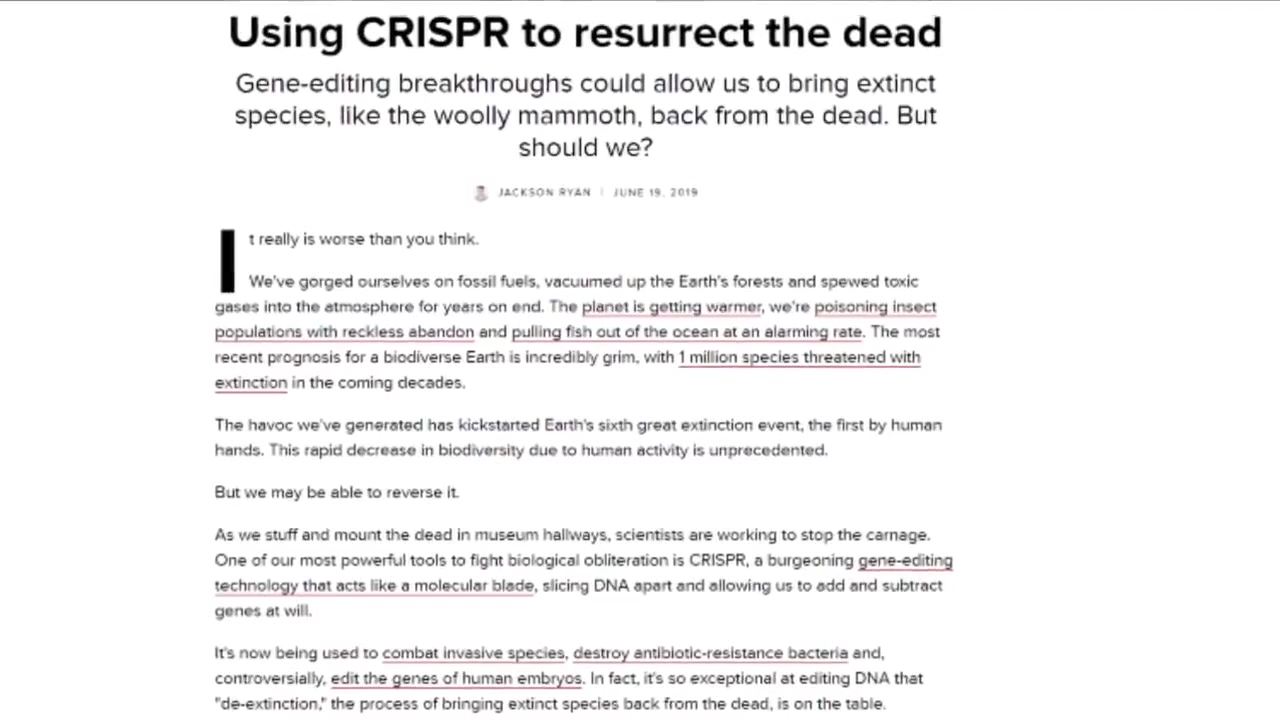 Using CRISPR to resurrect the dead
Gene-editing breakthroughs could allow us to bring extinct
species, like the woolly mammoth, back from the dead. But
should we?
JACKSON RYAN | JUNE 19, 2019
It really is worse than you think.
We've gorged ourselves on fossil fuels, vacuumed up the Earth's forests and spewed toxic
gases into the atmosphere for years on end. The planet is getting warmer, we're poisoning insect
populations with reckless abandon and pulling fish out of the ocean at an alarming rate. The most
recent prognosis for a biodiverse Earth is incredibly grim, with 1 million species threatened with
extinction in the coming decades.
The havoc we've generated has kickstarted Earth's sixth great extinction event, the first by human
hands. This rapid decrease in biodiversity due to human activity is unprecedented.
But we may be able to reverse it.
As we stuff and mount the dead in museum hallways, scientists are working to stop the carnage.
One of our most powerful tools to fight biological obliteration is CRISPR, a burgeoning gene-editing
technology that acts like a molecular blade, slicing DNA apart and allowing us to add and subtract
genes at will.
It's now being used to combat invasive species, destroy antibiotic-resistance bacteria and,
controversially, edit the genes of human embryos. In fact, it's so exceptional at editing DNA that
"de-extinction," the process of bringing extinct species back from the dead, is on the table.